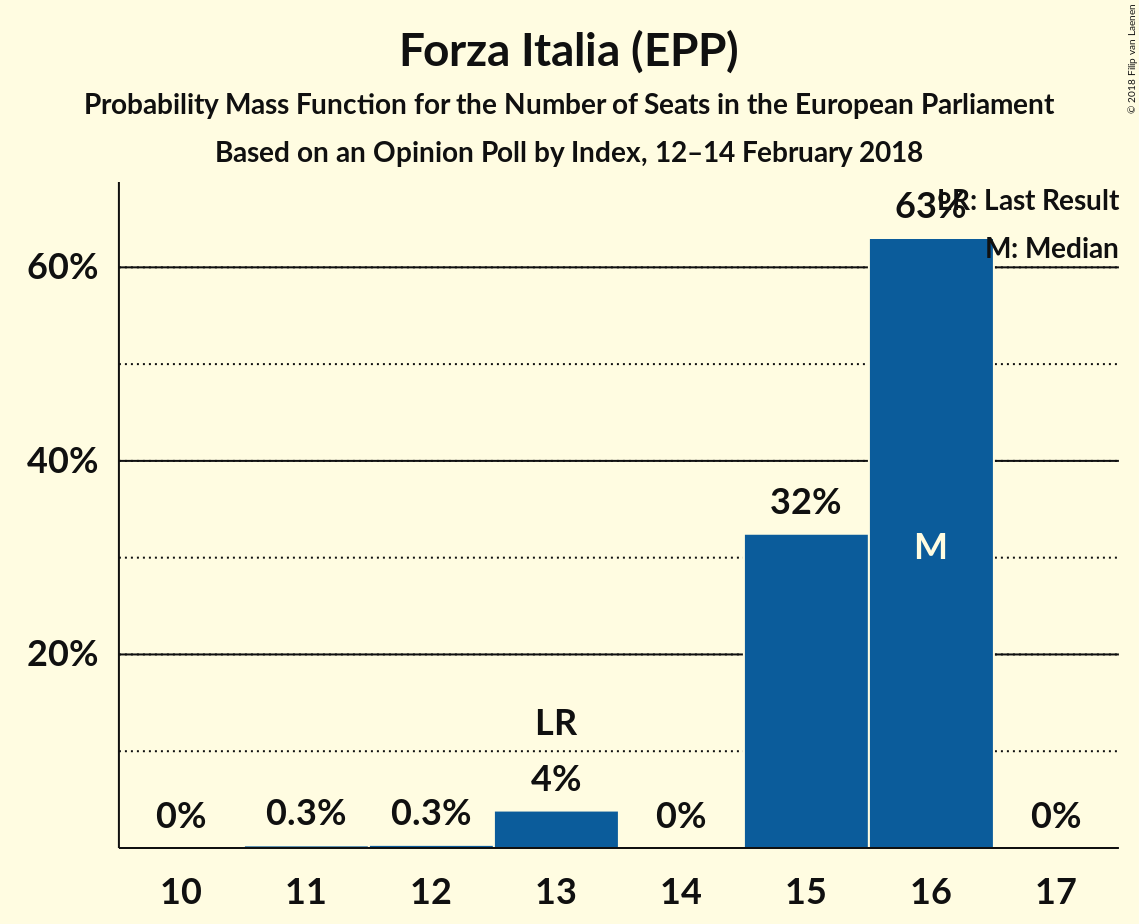 Forza Italia (EPP)
Probability Mass Function for the Number of Seats in the European Parliament
Based on an Opinion Poll by Index, 12–14 February 2018
© 2018 Filip van Laenen
LR: Last Result
M: Median
63%
60%
40%
32%
M
20%
LR
4%
0%
0.3%
0.3%
0%
0%
10
11
12
13
14
15
16
17